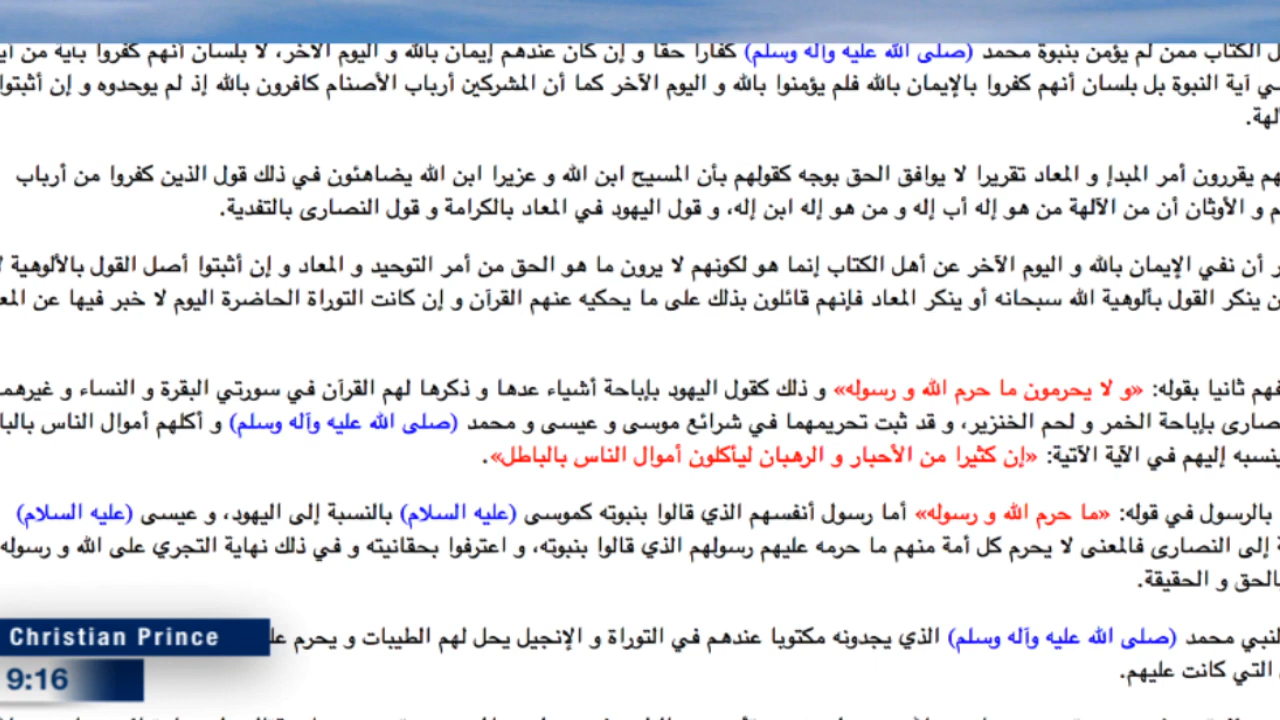 الكتاب ممن لم يؤمن بنبوة محمد (صلى الله عليه وآله وسلم) كفارا حقا و إن كان عندهم إيمان بالله و اليوم الآخر، لا بلسان أنهم كفروا بآية من
آية النبوة بل بلسان أنهم كفروا بالإيمان بالله فلم يؤمنوا بالله و اليوم الآخر كما أن المشركين أرباب الأصنام كافرون بالله إذ لم يوحدوه و إن أثبتوا
يقررون أمر المبدإ و المعاد تقريرا لا يوافق الحق بوجه كقولهم بأن المسيح ابن الله و عزيرا ابن الله يضاهئون في ذلك قول الذين كفروا من أرباب
و الأوثان أن من الآلهة من هو إله أب إله و من هو إله ابن إله، و قول اليهود في المعاد بالكرامة و قول النصارى بالتفدية.
أن نفي الإيمان بالله و اليوم الآخر عن أهل الكتاب إنما هو لكونهم لا يرون ما هو الحق من أمر التوحيد و المعاد و إن أثبتوا أصل القول بالألوهية
ينكر القول بألوهية الله سبحانه أو ينكر المعاد فإنهم قائلون بذلك على ما يحكيه عنهم القرآن و إن كانت التوراة الحاضرة اليوم لا خبر فيها عن
ثانيا بقوله: «و لا يحرمون ما حرم الله و رسوله» و ذلك كقول اليهود بإباحة أشياء عدها و ذكرها لهم القرآن في سورتي البقرة و النساء و غيرهم
بإباحة الخمر و لحم الخنزير، و قد ثبت تحريمهما في شرائع موسى و عيسى و محمد (صلى الله عليه وآله وسلم) و أكلهم أموال الناس
ينسبه إليهم في الآية الآتية: «إن كثيرا من الأحبار و الرهبان ليأكلون أموال الناس بالباطل».
بالرسول في قوله: «ما حرم الله و رسوله» أما رسول أنفسهم الذي قالوا بنبوته كموسى (عليه السلام) بالنسبة إلى اليهود، و عيسى (عليه السلام)
إلى النصارى فالمعنى لا يحرم كل أمة منهم ما حرمه عليهم رسولهم الذي قالوا بنبوته، و اعترفوا بحقانيته و في ذلك نهاية التجري على الله و رسوله
بالحق و الحقيقة.
النبي محمد (صلى الله عليه وآله وسلم) الذي يجدونه مكتوبا عندهم في التوراة و الإنجيل يحل لهم الطيبات و يحرم
التي كانت عليهم.
Christian Prince
9:16